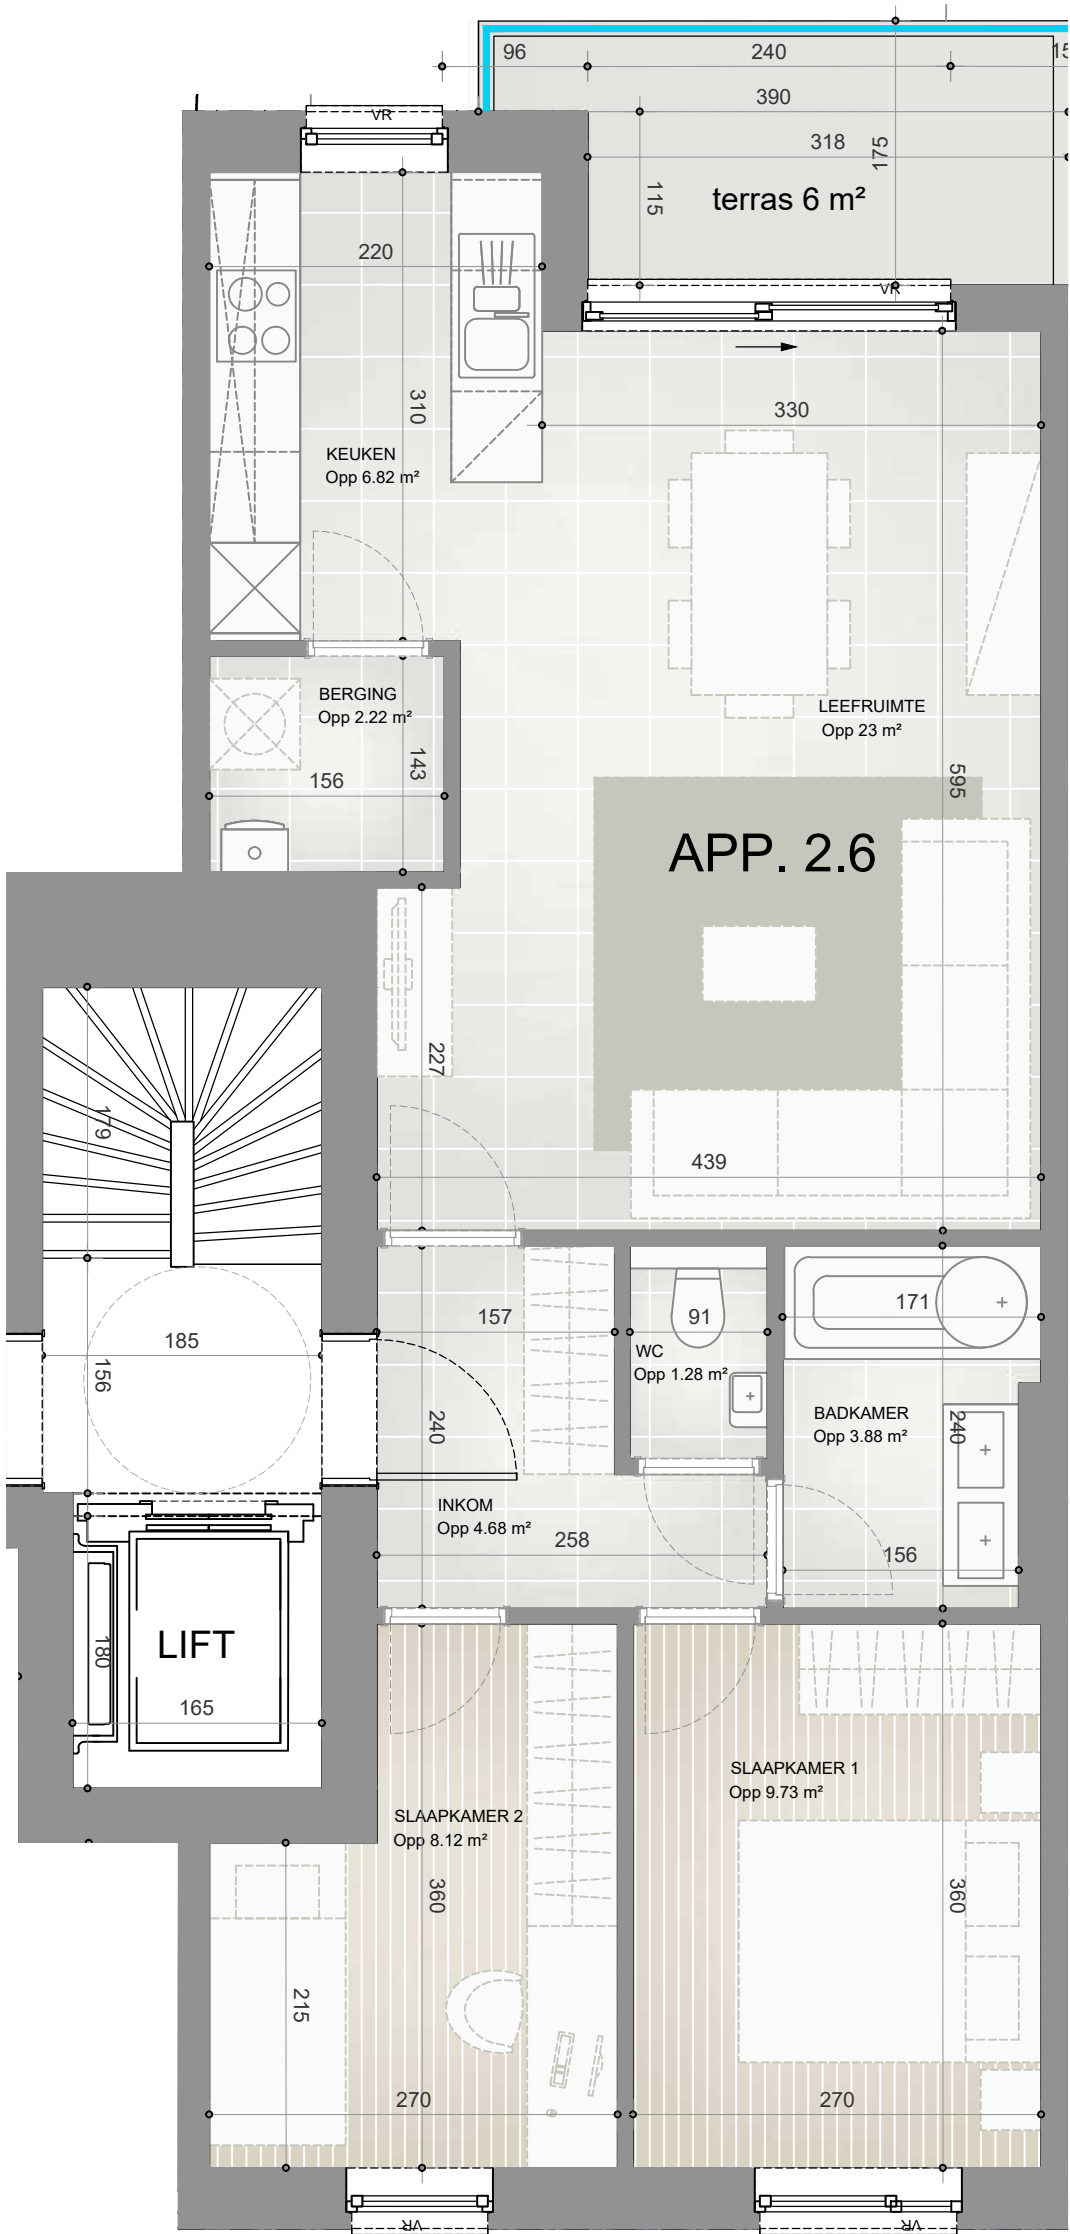 96
240
15
390
VR
318
175
115
terras 6 m²
220
VR
310
330
KEUKEN
Opp 6.82 m²
BERGING
Opp 2.22 m²
LEEFRUIMTE
Opp 23 m²
143
156
595
APP. 2.6
227
179
439
157
91
171
185
156
WC
Opp 1.28 m²
240
BADKAMER
Opp 3.88 m²
240
INKOM
Opp 4.68 m²
258
156
LIFT
180
165
SLAAPKAMER 1
Opp 9.73 m²
SLAAPKAMER 2
Opp 8.12 m²
360
360
215
270
270
VR
VR